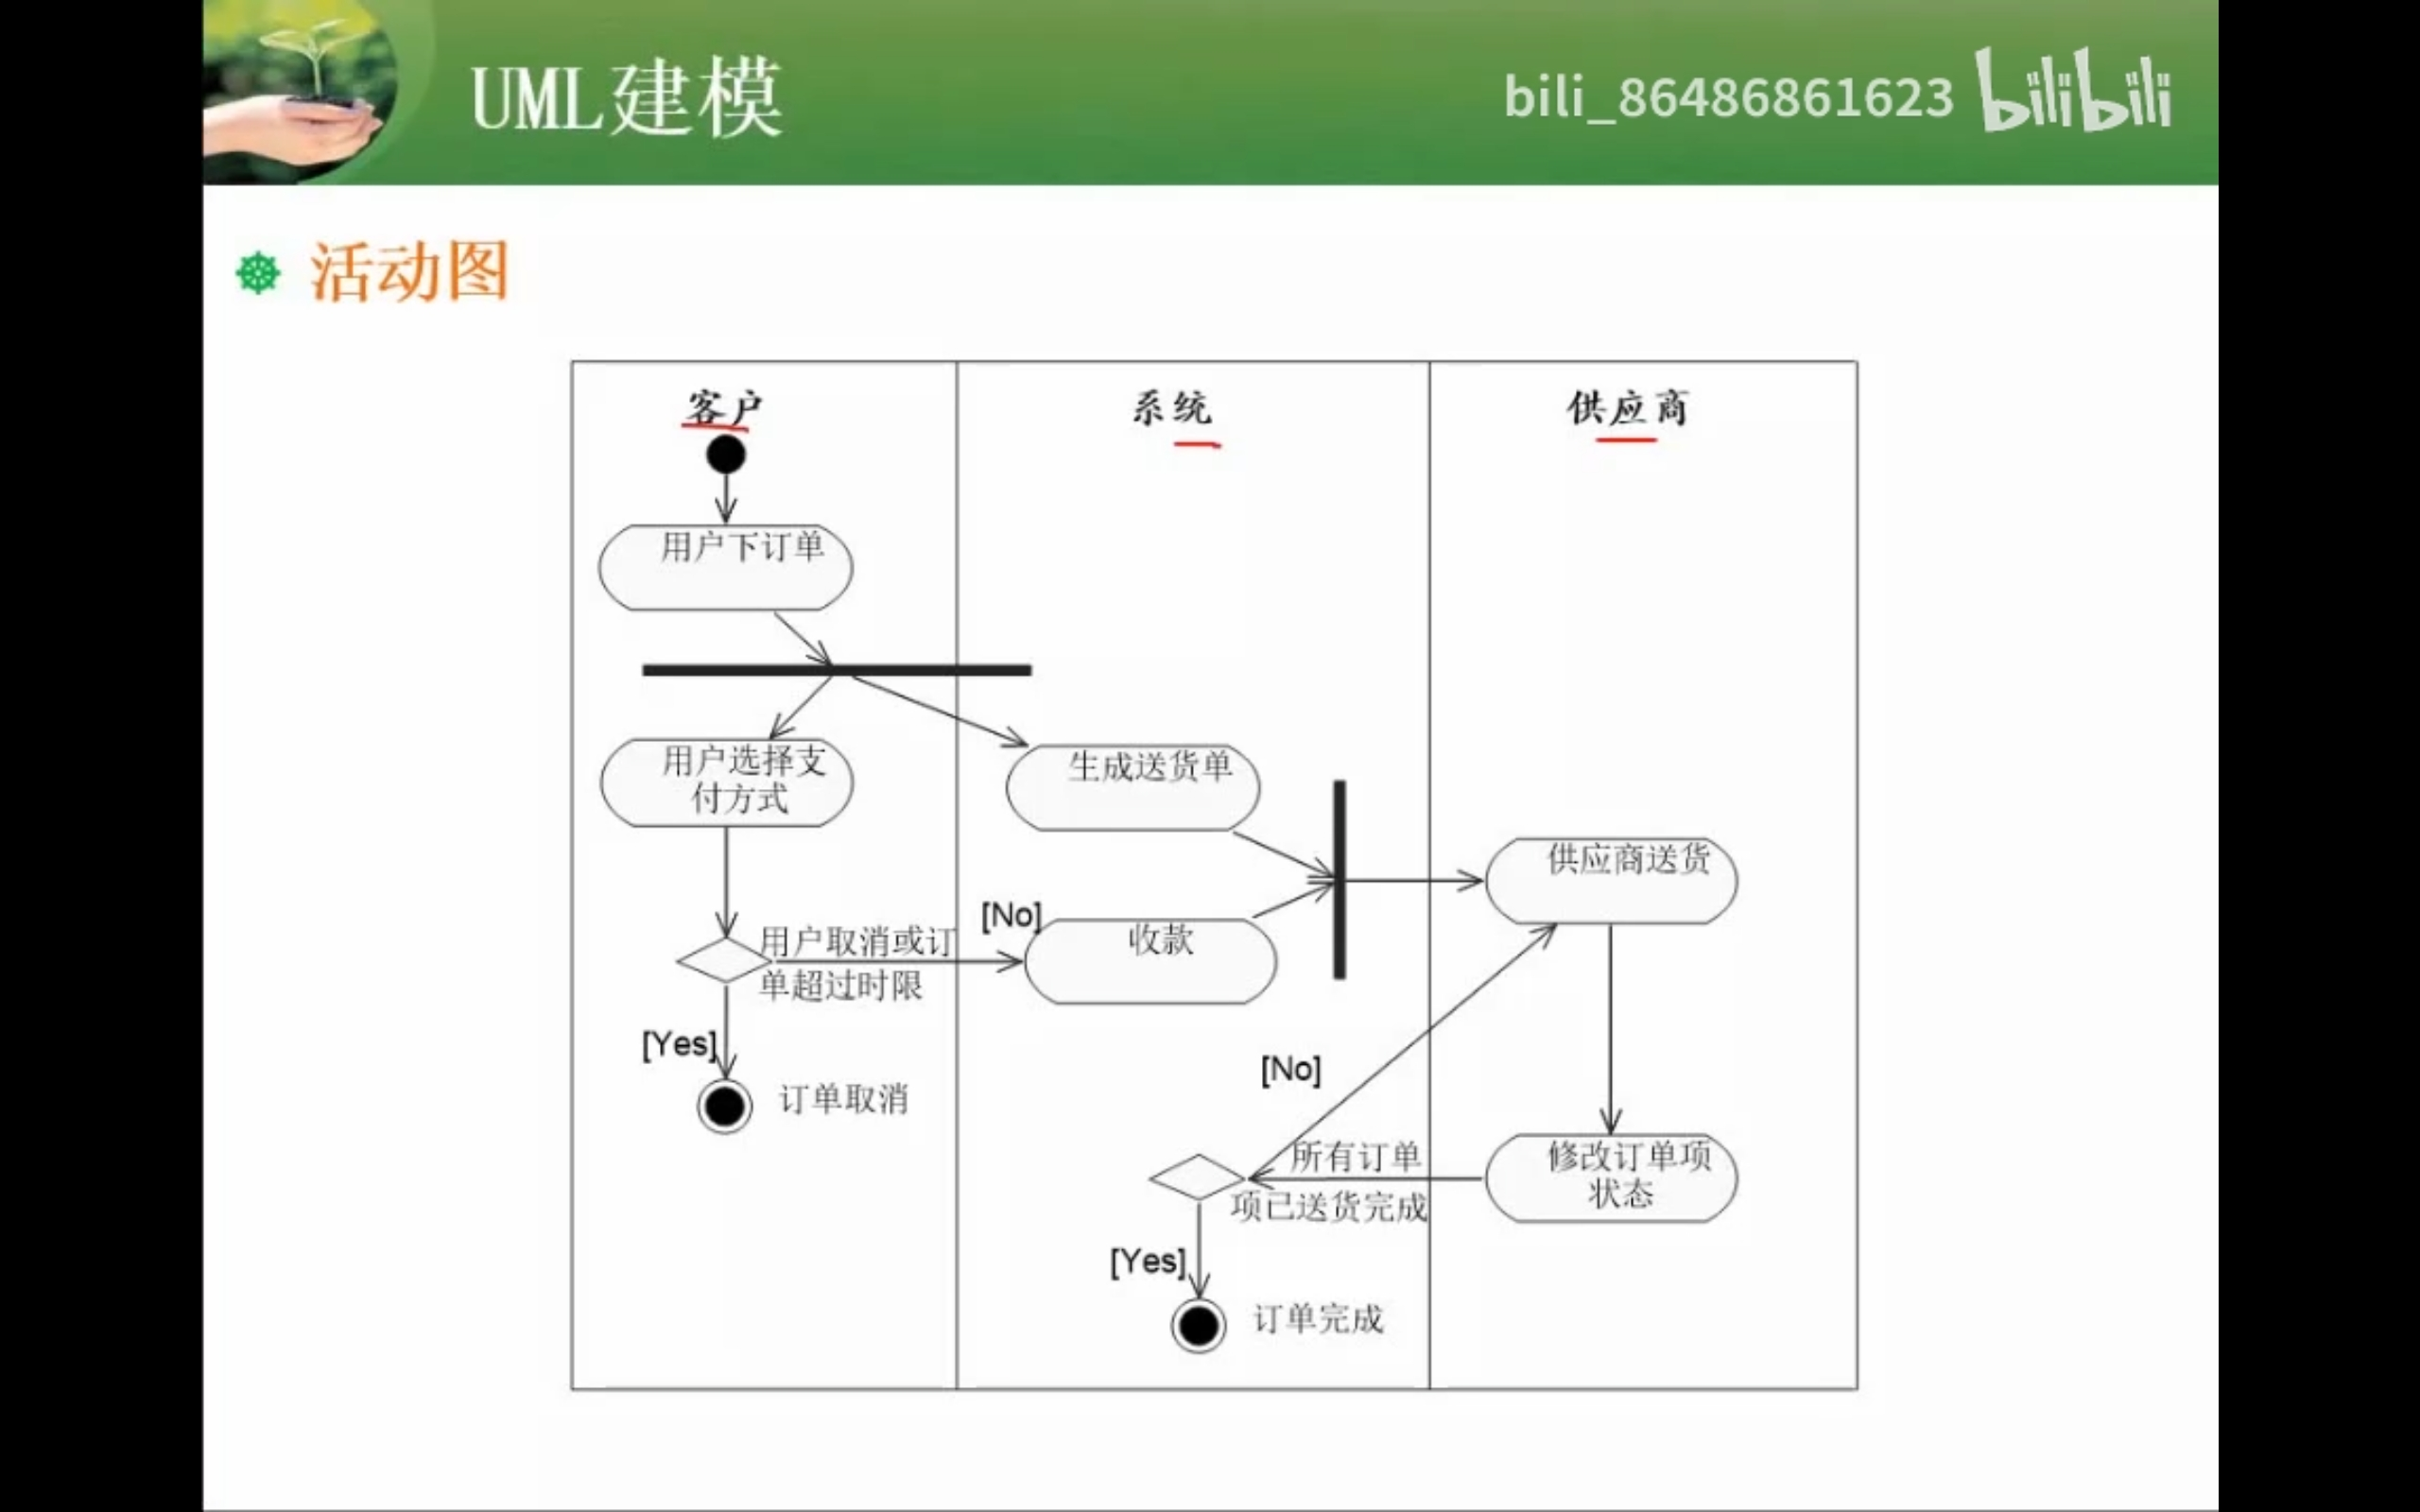 UML建模
bili_86486861623 bilibili
活动图
客户
系统
供应商
用户下订单
用户选择支
付方式
生成送货单
供应商送货
[No]
收款
用户取消或订
单超过时限
[Yes]
订单取消
[No]
所有订单
项已送货完成
修改订单项
状态
[Yes]
订单完成